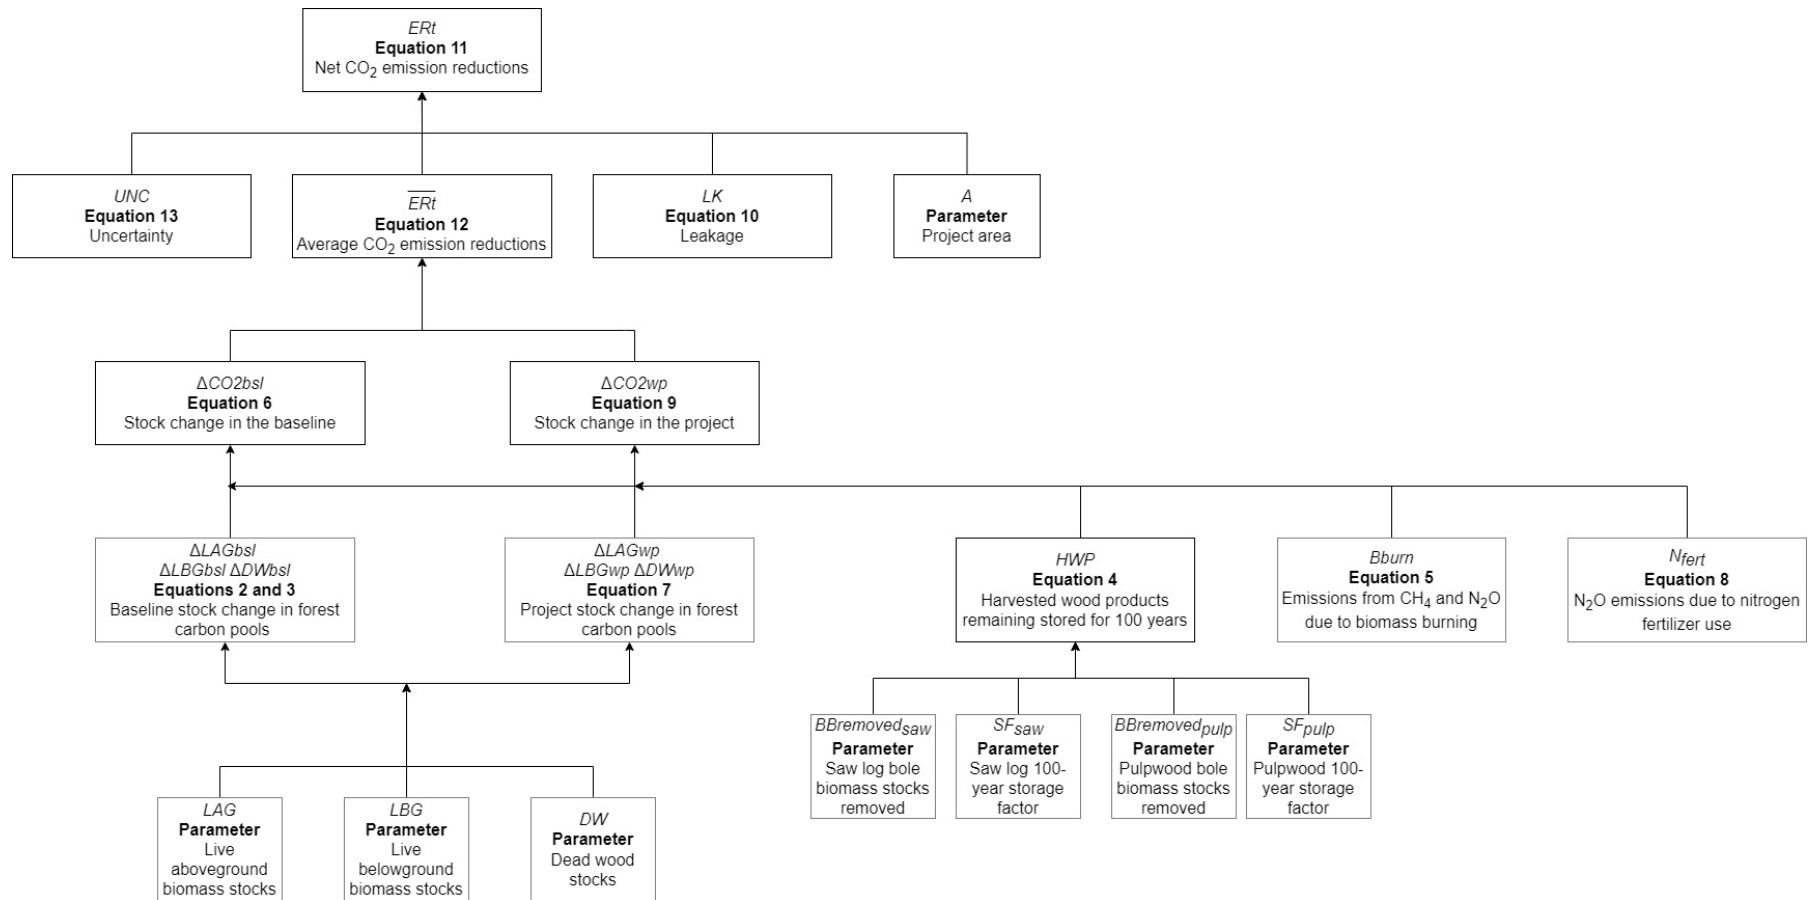 ERt
Equation 11
Net CO2 emission reductions
UNC
Equation 13
Uncertainty
ERt
Equation 12
Average CO2 emission reductions
LK
Equation 10
Leakage
A
Parameter
Project area
ΔCO2bsl
Equation 6
Stock change in the baseline
ΔCO2wp
Equation 9
Stock change in the project
ΔLAGbsl
ΔLBGbsl ΔDWbsl
Equations 2 and 3
Baseline stock change in forest
carbon pools
ΔLAGwp
ΔLBGwp ΔDWwp
Equation 7
Project stock change in forest
carbon pools
HWP
Equation 4
Harvested wood products
remaining stored for 100 years
Bburn
Equation 5
Emissions from CH4 and N2O
due to biomass burning
Nfert
Equation 8
N2O emissions due to nitrogen
fertilizer use
BBremovedsaw
Parameter
Saw log bole
biomass stocks
removed
SFsaw
Parameter
Saw log 100-
year storage
factor
BBremovedpulp
Parameter
Pulpwood bole
biomass stocks
removed
SFpulp
Parameter
Pulpwood 100-
year storage
factor
LAG
Parameter
Live
aboveground
biomass stocks
LBG
Parameter
Live
belowground
biomass stocks
DW
Parameter
Dead wood
stocks